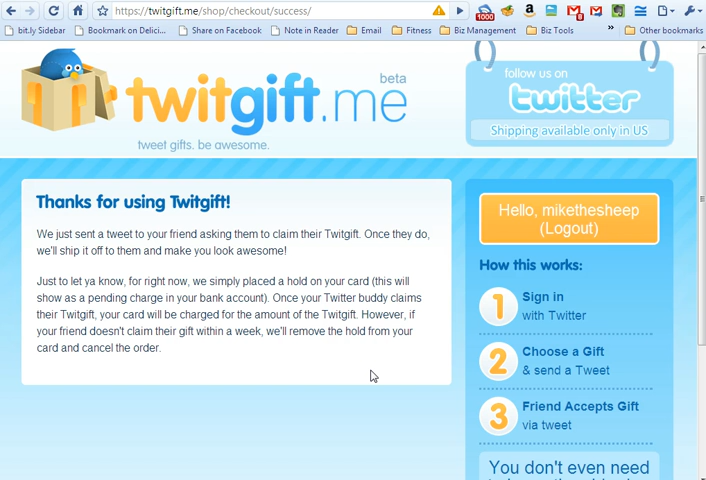 https://twitgift.me/shop/checkout/success/
1000
8
bit.ly Sidebar
Bookmark on Delici...
Share on Facebook
Note in Reader
Email
Fitness
Biz Management
Biz Tools
»
Other bookmarks
twitgift.me
beta
tweet gifts. be awesome.
follow us on
twitter
Shipping available only in US
Thanks for using Twitgift!
We just sent a tweet to your friend asking them to claim their Twitgift. Once they do,
we'll ship it off to them and make you look awesome!
Just to let ya know, for right now, we simply placed a hold on your card (this will
show as a pending charge in your bank account). Once your Twitter buddy claims
their Twitgift, your card will be charged for the amount of the Twitgift. However, if
your friend doesn't claim their gift within a week, we'll remove the hold from your
card and cancel the order.
Hello, mikethesheep
(Logout)
How this works:
1
Sign in
with Twitter
2
Choose a Gift
& send a Tweet
3
Friend Accepts Gift
via tweet
You don't even need